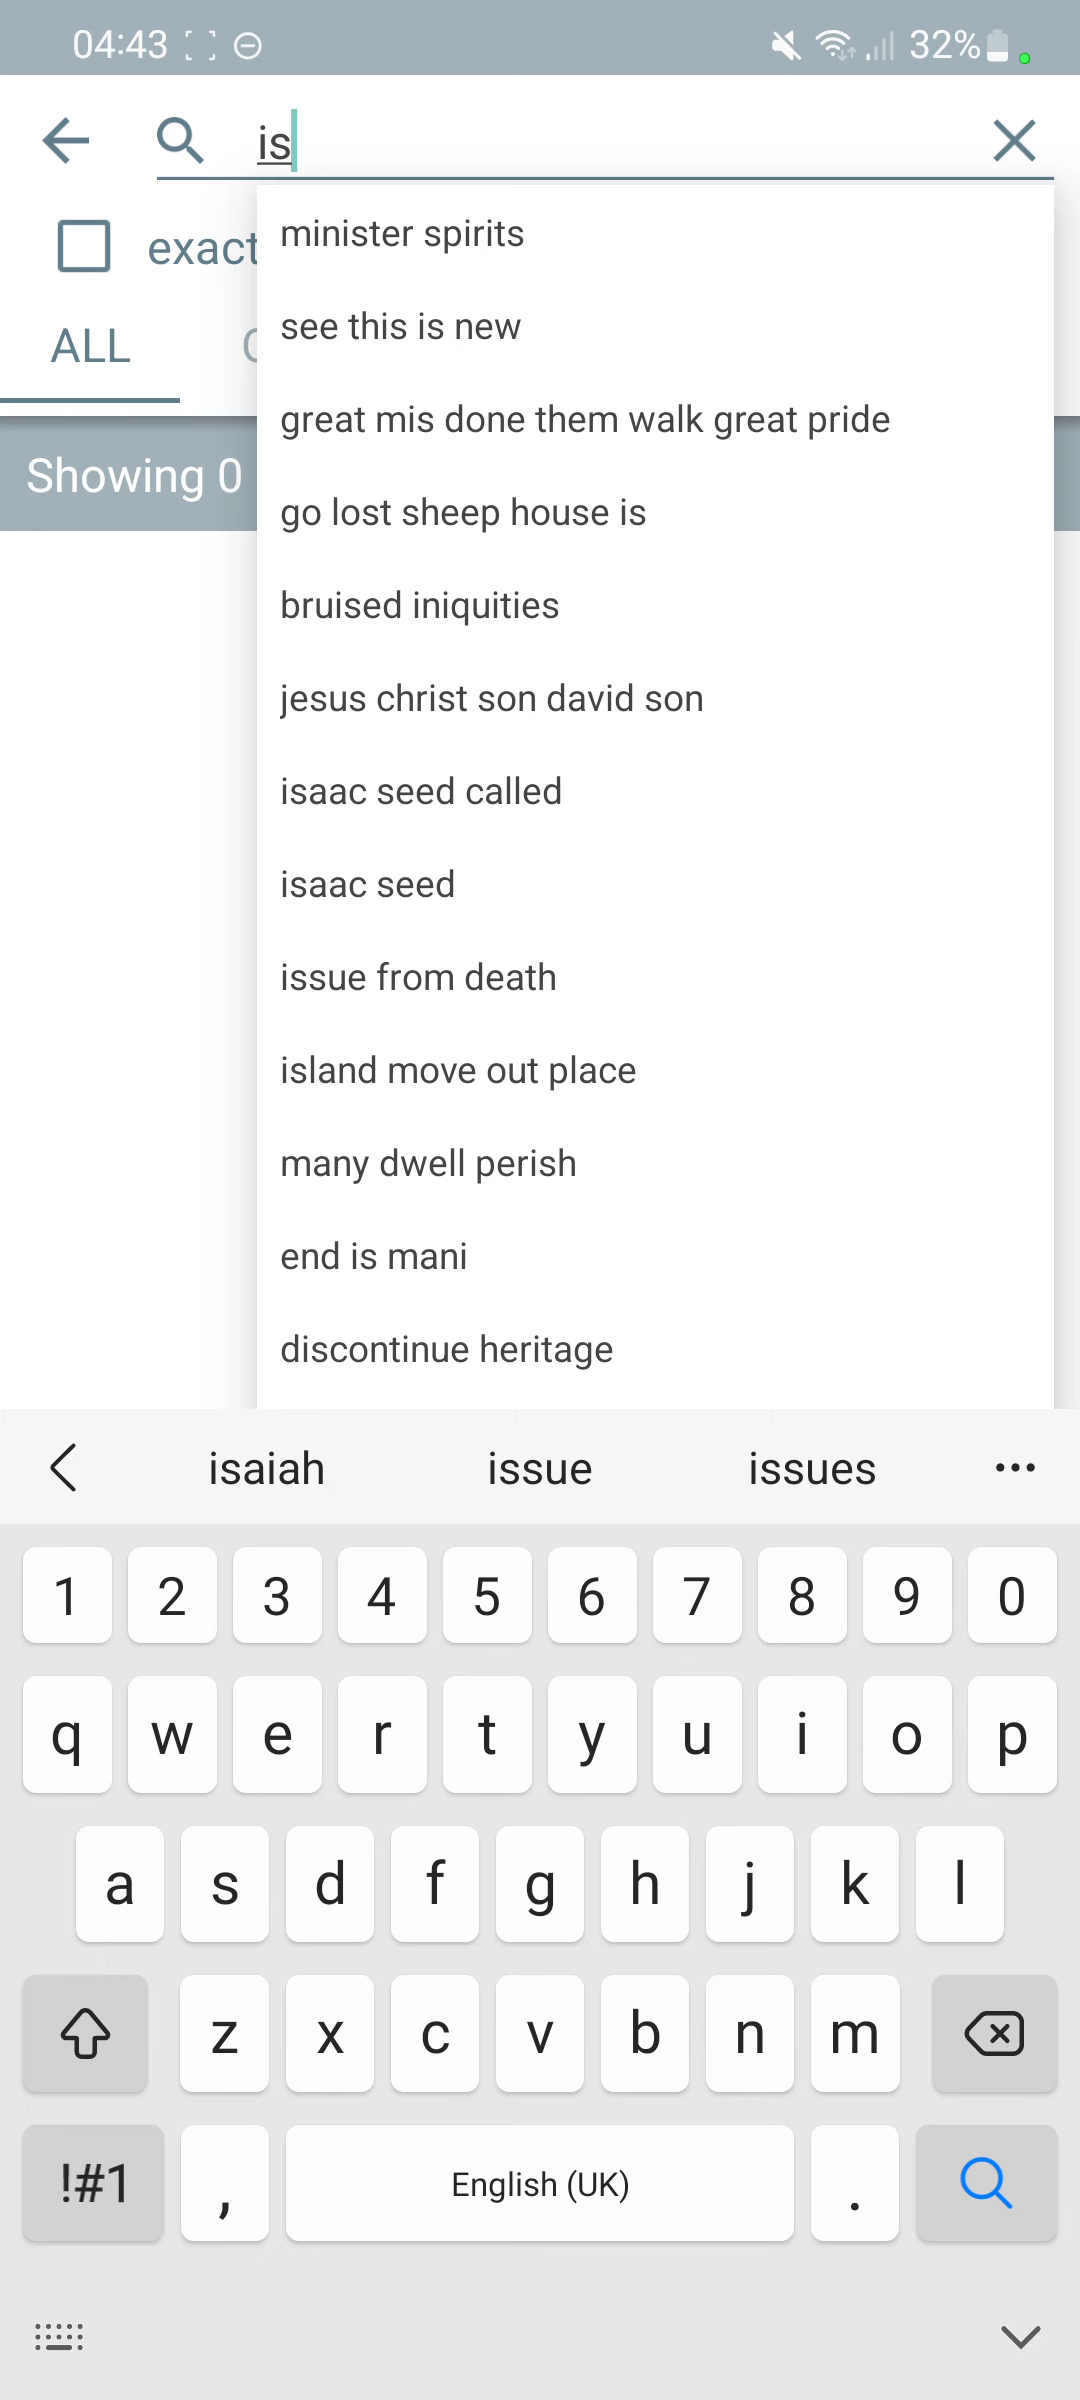 04:43 32%
is
exact
ALL
Showing 0
minister spirits
see this is new
great mis done them walk great pride
go lost sheep house is
bruised iniquities
jesus christ son david son
isaac seed called
isaac seed
issue from death
island move out place
many dwell perish
end is mani
discontinue heritage
isaiah issue issues
1 2 3 4 5 6 7 8 9 0
q w e r t y u i o p
a s d f g h j k l
z x c v b n m
!#1 , English (UK) .